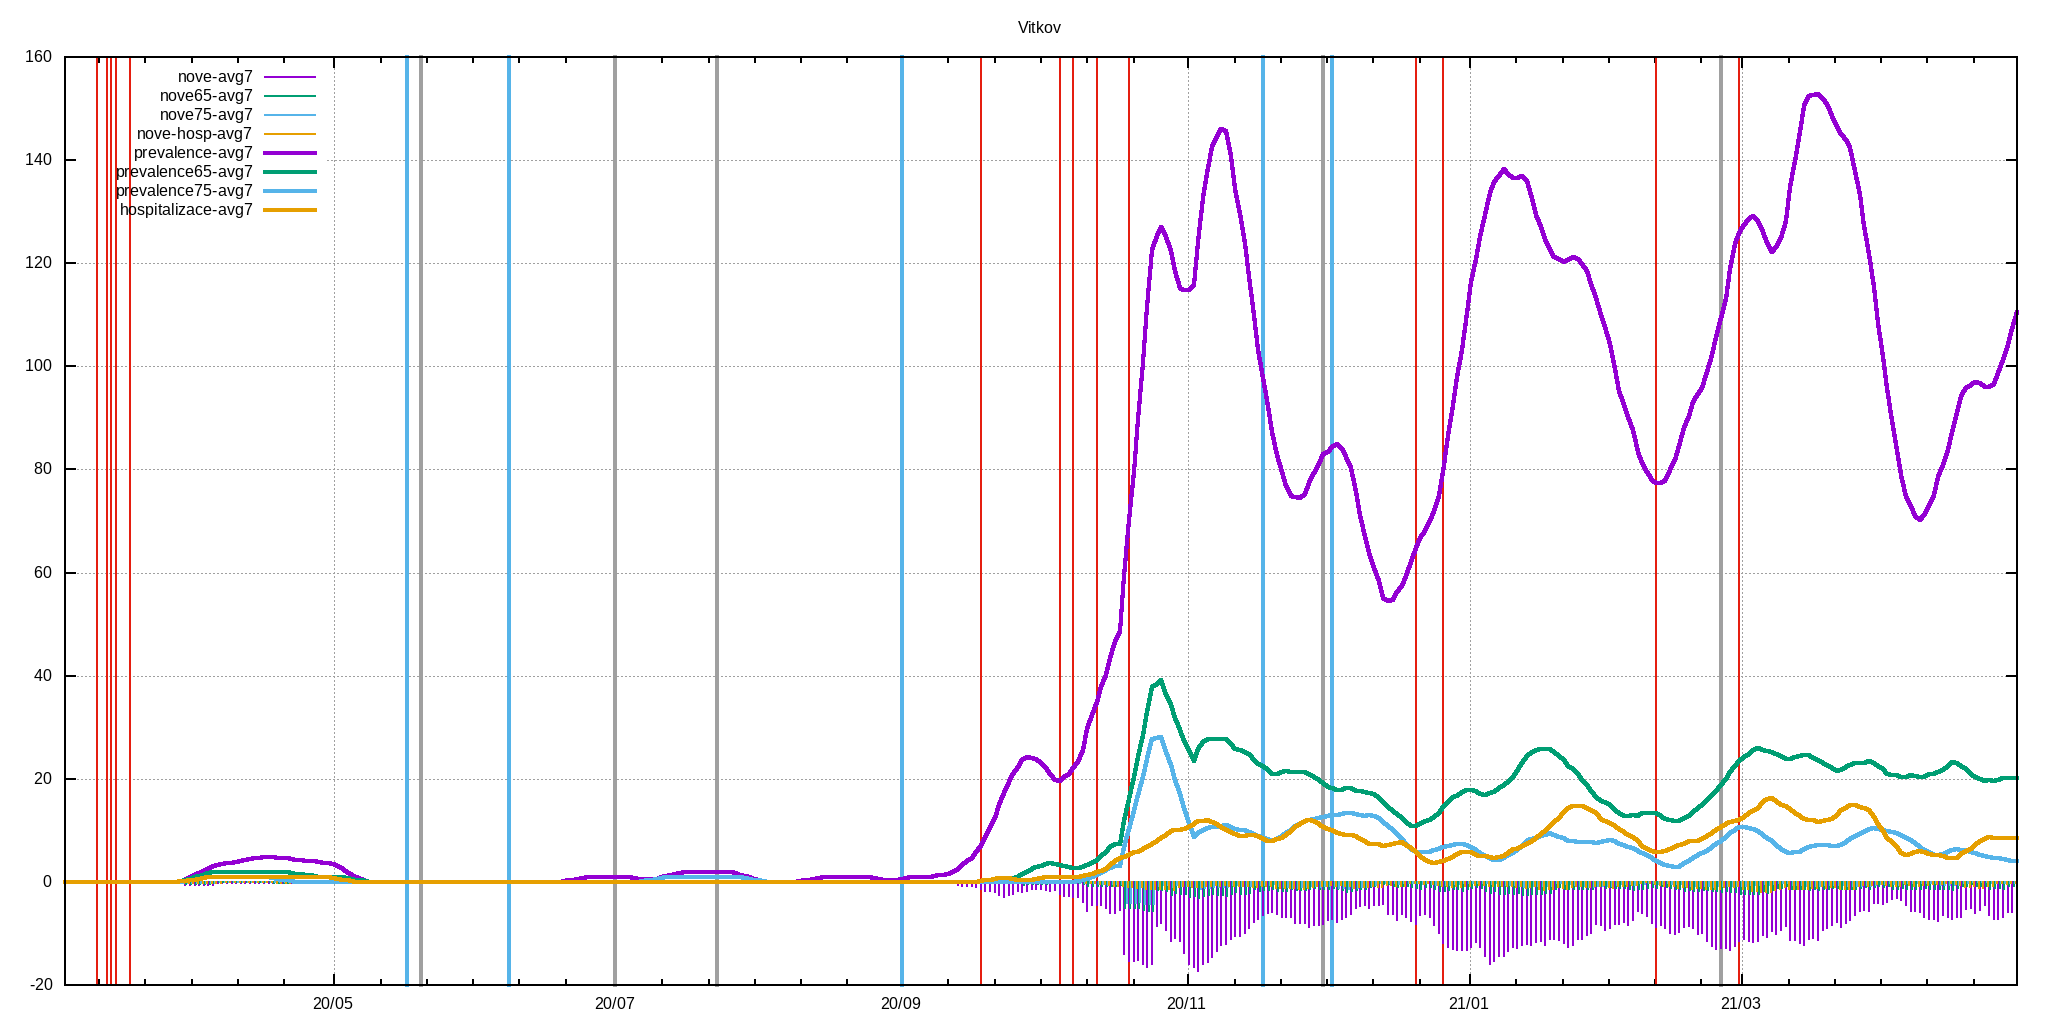 Vitkov
160
140
120
100
80
60
40
20
0
-20
nove-avg7
nove65-avg7
nove75-avg7
nove-hosp-avg7
prevalence-avg7
prevalence65-avg7
prevalence75-avg7
hospitalizace-avg7
20/05 20/07 20/09 20/11 21/01 21/03